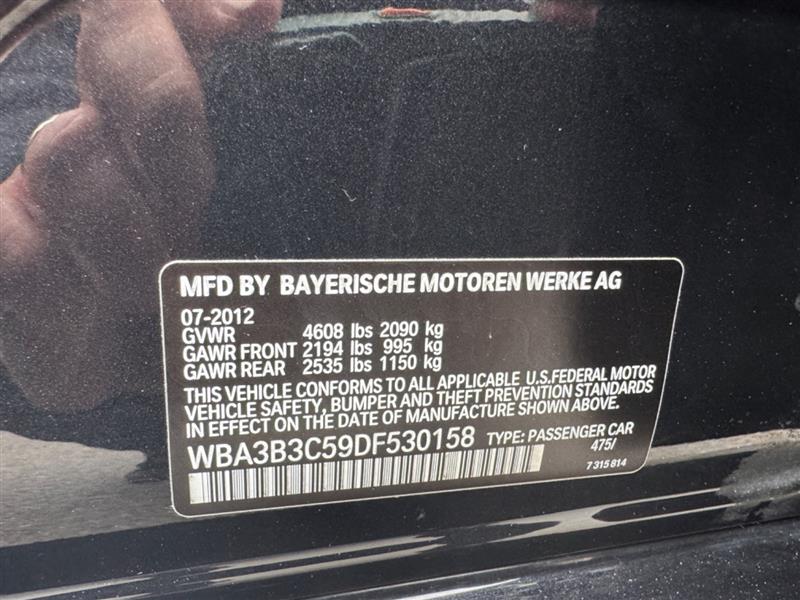 MFD BY BAYERISCHE MOTOREN WERKE AG
07-2012
GVWR 4608 lbs 2090 kg
GAWR FRONT 2194 lbs 995 kg
GAWR REAR 2535 lbs 1150 kg
THIS VEHICLE CONFORMS TO ALL APPLICABLE U.S.FEDERAL MOTOR
VEHICLE SAFETY, BUMPER AND THEFT PREVENTION STANDARDS
IN EFFECT ON THE DATE OF MANUFACTURE SHOWN ABOVE.
WBA3B3C59DF530158 TYPE: PASSENGER CAR
475/
7 315 814